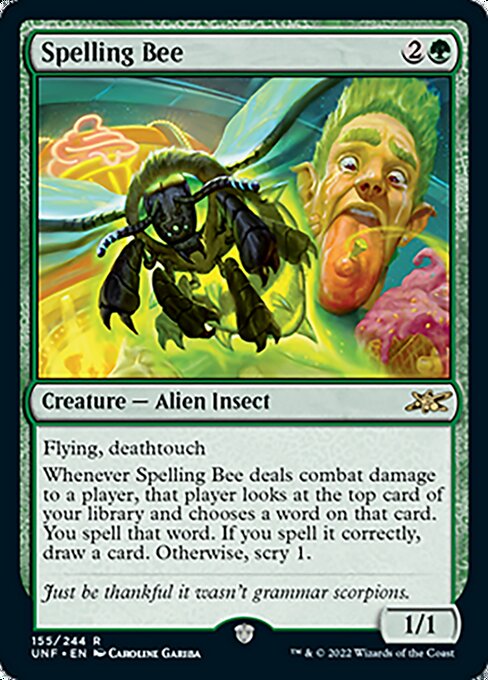 Spelling Bee 2
Creature — Alien Insect
Flying, deathtouch
Whenever Spelling Bee deals combat damage
to a player, that player looks at the top card of
your library and chooses a word on that card.
You spell that word. If you spell it correctly,
draw a card. Otherwise, scry 1.
Just be thankful it wasn't grammar scorpions.
1/1
155/244 R
UNF • EN Caroline Gariba
™ & © 2022 Wizards of the Coast